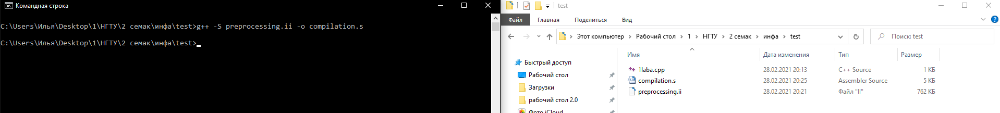 Командная строка
C:\Users\Илья\Desktop\1\НГТУ\2 семак\инфа\test>g++ -S preprocessing.ii -o compilation.s
C:\Users\Илья\Desktop\1\НГТУ\2 семак\инфа\test>
test
Файл Главная Поделиться Вид
Этот компьютер Рабочий стол 1 НГТУ 2 семак инфа test Поиск: test
Имя Дата изменения Тип Размер
Быстрый доступ
Рабочий стол
Загрузки
рабочий стол 2.0
Фото iCloud
1laba.cpp 28.02.2021 20:13 C++ Source 1 КБ
compilation.s 28.02.2021 20:25 Assembler Source 5 КБ
preprocessing.ii 28.02.2021 20:21 Файл "II" 762 КБ